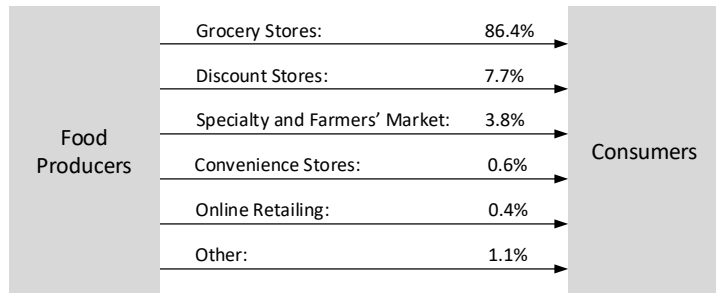 Food
Producers
Grocery Stores: 86.4%
Discount Stores: 7.7%
Specialty and Farmers’ Market: 3.8%
Convenience Stores: 0.6%
Online Retailing: 0.4%
Other: 1.1%
Consumers